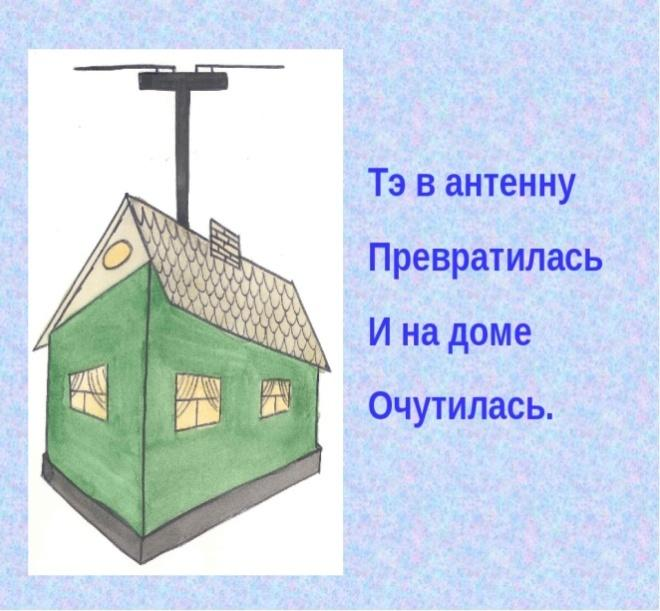 Тэ в антенну
Превратилась
И на доме
Очутилась.